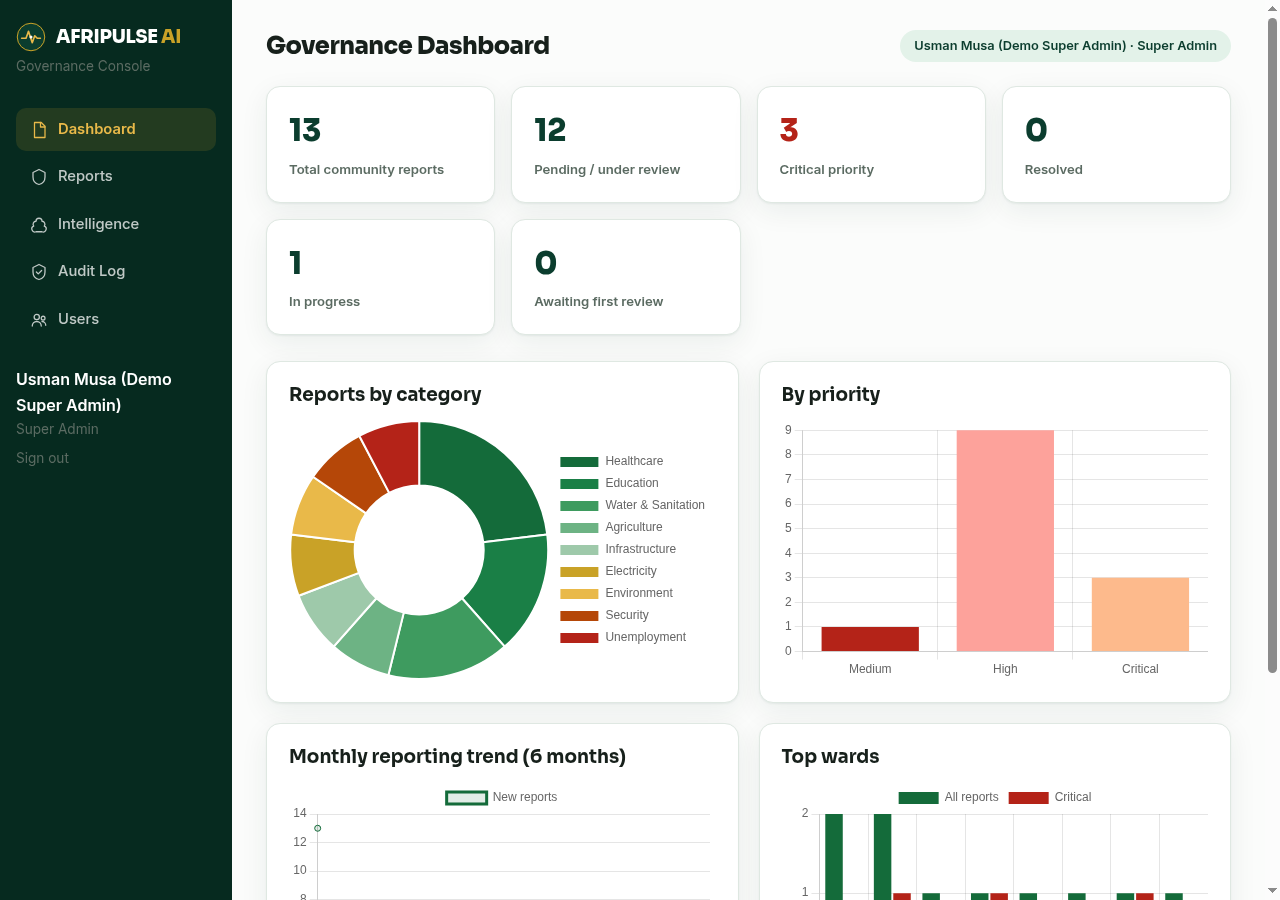 AFRIPULSE AI
Governance Console
Dashboard
Reports
Intelligence
Audit Log
Users
Usman Musa (Demo
Super Admin)
Super Admin
Sign out
Governance Dashboard
Usman Musa (Demo Super Admin) · Super Admin
13
Total community reports
12
Pending / under review
3
Critical priority
0
Resolved
1
In progress
0
Awaiting first review
Reports by category
Healthcare
Education
Water & Sanitation
Agriculture
Infrastructure
Electricity
Environment
Security
Unemployment
By priority
9
8
7
6
5
4
3
2
1
0
Medium High Critical
Monthly reporting trend (6 months)
New reports
14
12
10
8
Top wards
All reports Critical
2
1